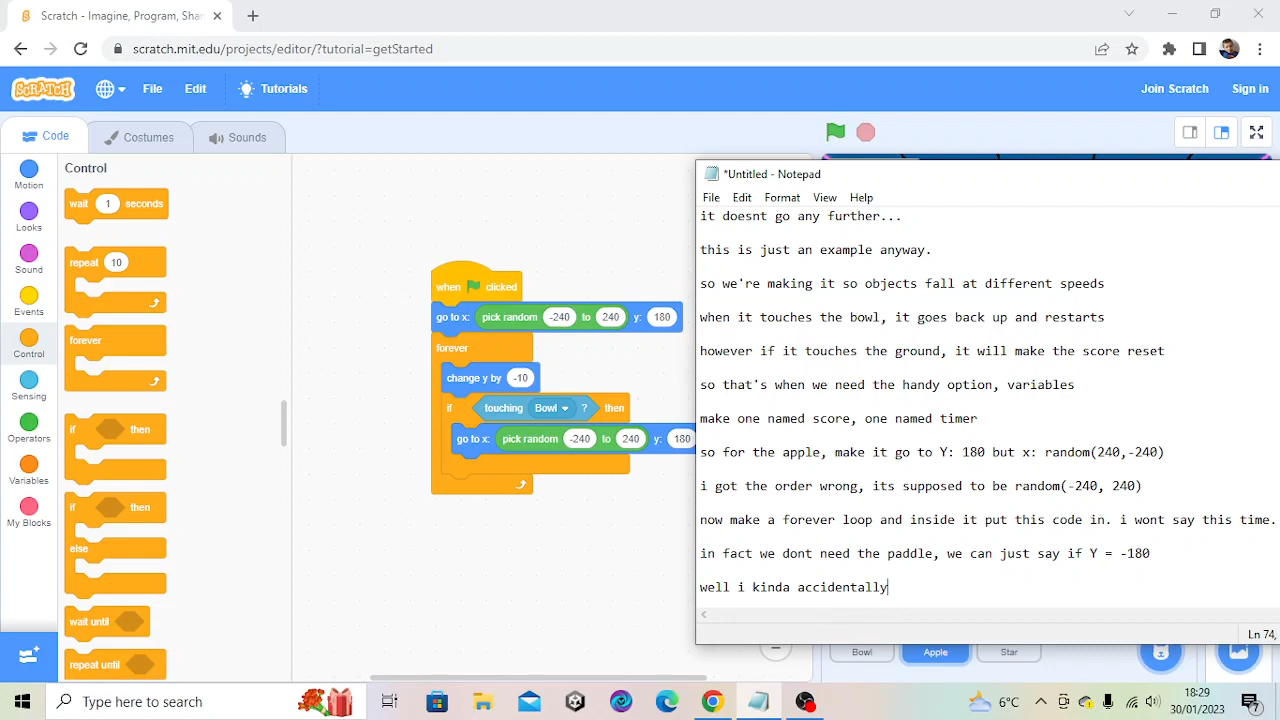 Scratch - Imagine, Program, Shar
scratch.mit.edu/projects/editor/?tutorial=getStarted
SCRATCH File Edit Tutorials Join Scratch Sign in
Code Costumes Sounds
Motion
Looks
Sound
Events
Control
Sensing
Operators
Variables
My Blocks
Control
wait 1 seconds
repeat 10
forever
if then
if then
else
wait until
repeat until
when clicked
go to x: pick random -240 to 240 y: 180
forever
change y by -10
if touching Bowl ? then
go to x: pick random -240 to 240 y: 180
*Untitled - Notepad
File Edit Format View Help
it doesnt go any further...
this is just an example anyway.
so we're making it so objects fall at different speeds
when it touches the bowl, it goes back up and restarts
however if it touches the ground, it will make the score reset
so that's when we need the handy option, variables
make one named score, one named timer
so for the apple, make it go to Y: 180 but x: random(240,-240)
i got the order wrong, its supposed to be random(-240, 240)
now make a forever loop and inside it put this code in. i wont say this time.
in fact we dont need the paddle, we can just say if Y = -180
well i kinda accidentally
Ln 74,
Bowl Apple Star
Type here to search
6°C
18:29
30/01/2023
7